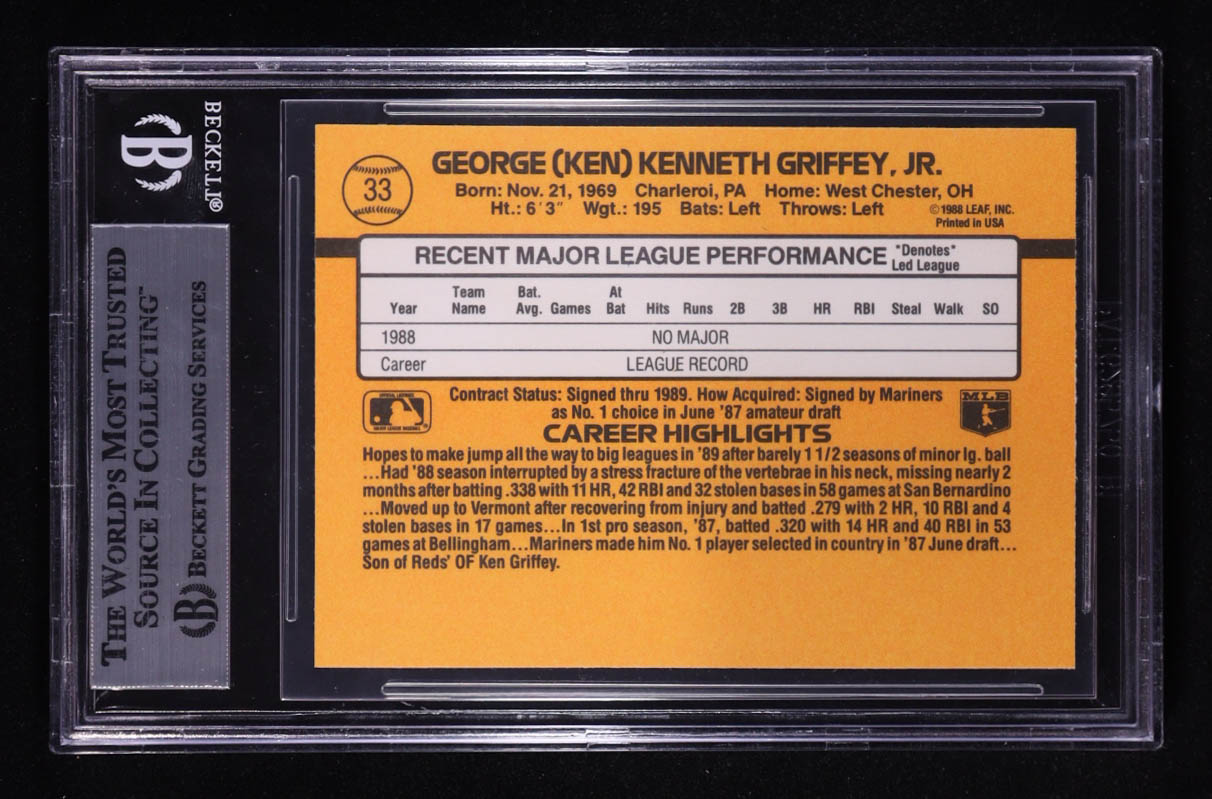 BECKETT®
B
THE WORLD'S MOST TRUSTED
SOURCE IN COLLECTING™
B BECKETT GRADING SERVICES
33
GEORGE (KEN) KENNETH GRIFFEY, JR.
Born: Nov. 21, 1969 Charleroi, PA Home: West Chester, OH
Ht.: 6'3" Wgt.: 195 Bats: Left Throws: Left
©1988 LEAF, INC.
Printed in USA
RECENT MAJOR LEAGUE PERFORMANCE
*Denotes*
Led League
Year Team Name Bat. Avg. Games At Bat Hits Runs 2B 3B HR RBI Steal Walk SO
1988 NO MAJOR
Career LEAGUE RECORD
Contract Status: Signed thru 1989. How Acquired: Signed by Mariners
as No. 1 choice in June '87 amateur draft
MLB
CAREER HIGHLIGHTS
Hopes to make jump all the way to big leagues in '89 after barely 1 1/2 seasons of minor lg. ball
...Had '88 season interrupted by a stress fracture of the vertebrae in his neck, missing nearly 2
months after batting .338 with 11 HR, 42 RBI and 32 stolen bases in 58 games at San Bernardino
...Moved up to Vermont after recovering from injury and batted .279 with 2 HR, 10 RBI and 4
stolen bases in 17 games...In 1st pro season, '87, batted .320 with 14 HR and 40 RBI in 53
games at Bellingham...Mariners made him No. 1 player selected in country in '87 June draft...
Son of Reds' OF Ken Griffey.